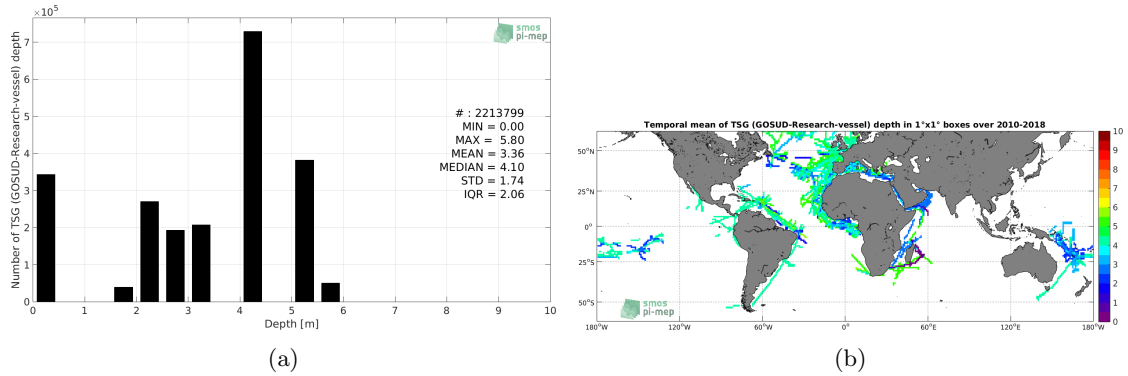 smos
pi-mep
Number of TSG (GOSUD-Research-vessel) depth
×10⁵
7
6
5
4
3
2
1
0
0 1 2 3 4 5 6 7 8 9 10
Depth [m]
# : 2213799
MIN = 0.00
MAX = 5.80
MEAN = 3.36
MEDIAN = 4.10
STD = 1.74
IQR = 2.06
(a)
Temporal mean of TSG (GOSUD-Research-vessel) depth in 1°x1° boxes over 2010-2018
50°N
25°N
0°
25°S
50°S
180°W 120°W 60°W 0° 60°E 120°E 180°W
10
9
8
7
6
5
4
3
2
1
0
smos
pi-mep
(b)